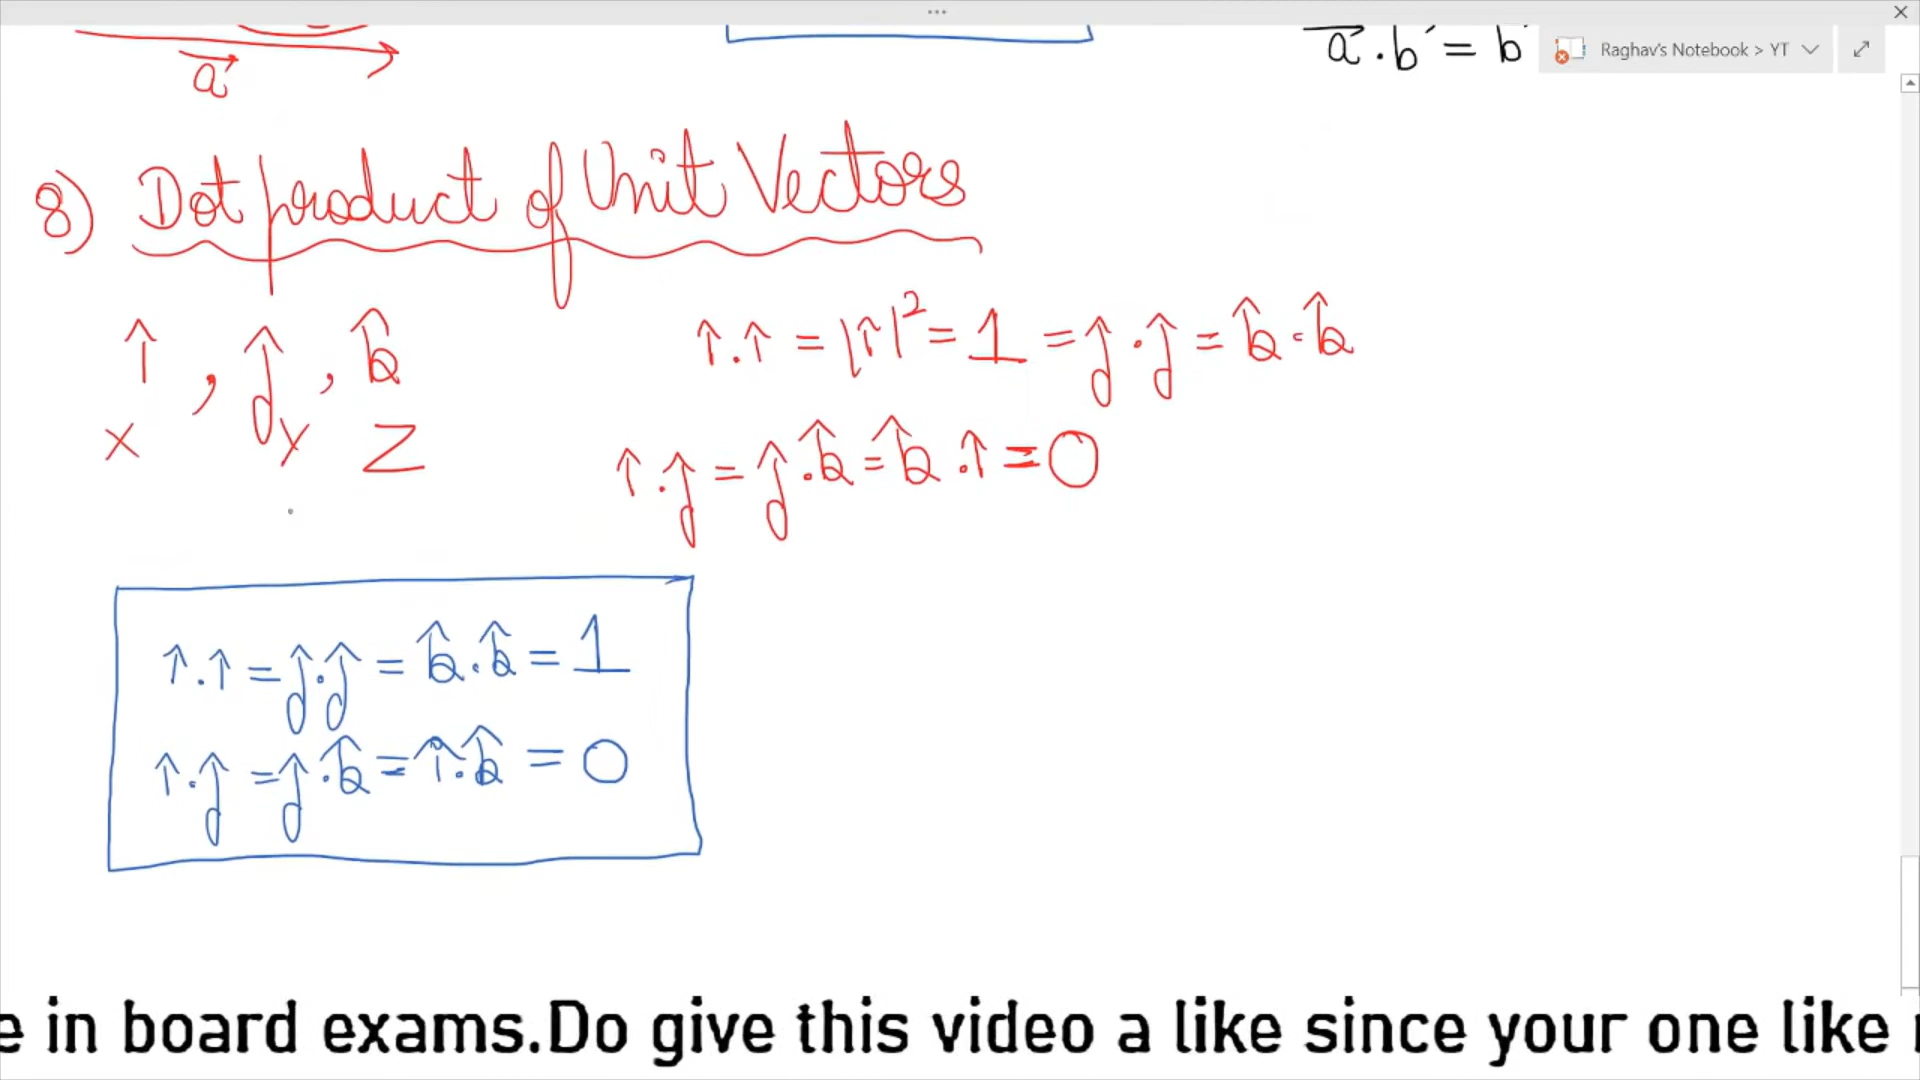 a⃗
a⃗ · b⃗ = b⃗
Raghav's Notebook > YT
8) Dot product of Unit Vectors
î , ĵ , k̂
x y z
î . î = |î|² = 1 = ĵ . ĵ = k̂ . k̂
î . ĵ = ĵ . k̂ = k̂ . î = 0
î . î = ĵ . ĵ = k̂ . k̂ = 1
î . ĵ = ĵ . k̂ = î . k̂ = 0
e in board exams.Do give this video a like since your one like